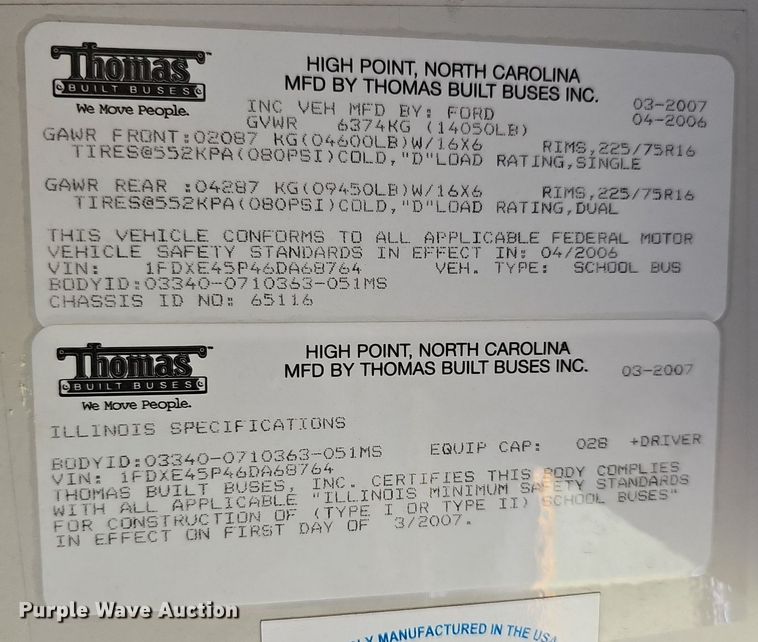 Thomas™
BUILT BUSES
We Move People.
HIGH POINT, NORTH CAROLINA
MFD BY THOMAS BUILT BUSES INC.
INC VEH MFD BY: FORD 03-2007
GVWR 6374KG (14050LB) 04-2006
GAWR FRONT:02087 KG(04600LB)W/16X6 RIMS,225/75R16
TIRES@552KPA(080PSI)COLD,"D"LOAD RATING,SINGLE
GAWR REAR :04287 KG(09450LB)W/16X6 RIMS,225/75R16
TIRES@552KPA(080PSI)COLD,"D"LOAD RATING,DUAL
THIS VEHICLE CONFORMS TO ALL APPLICABLE FEDERAL MOTOR
VEHICLE SAFETY STANDARDS IN EFFECT IN: 04/2006
VIN: 1FDXE45P46DA68764 VEH. TYPE: SCHOOL BUS
BODYID:03340-0710363-051MS
CHASSIS ID NO: 65116
Thomas
BUILT BUSES
We Move People.
HIGH POINT, NORTH CAROLINA
MFD BY THOMAS BUILT BUSES INC. 03-2007
ILLINOIS SPECIFICATIONS
BODYID:03340-0710363-051MS EQUIP CAP: 028 +DRIVER
VIN: 1FDXE45P46DA68764
THOMAS BUILT BUSES, INC. CERTIFIES THIS BODY COMPLIES
WITH ALL APPLICABLE "ILLINOIS MINIMUM SAFETY STANDARDS
FOR CONSTRUCTION OF (TYPE I OR TYPE II) SCHOOL BUSES"
IN EFFECT ON FIRST DAY OF 3/2007.
MANUFACTURED IN THE USA
Purple Wave Auction